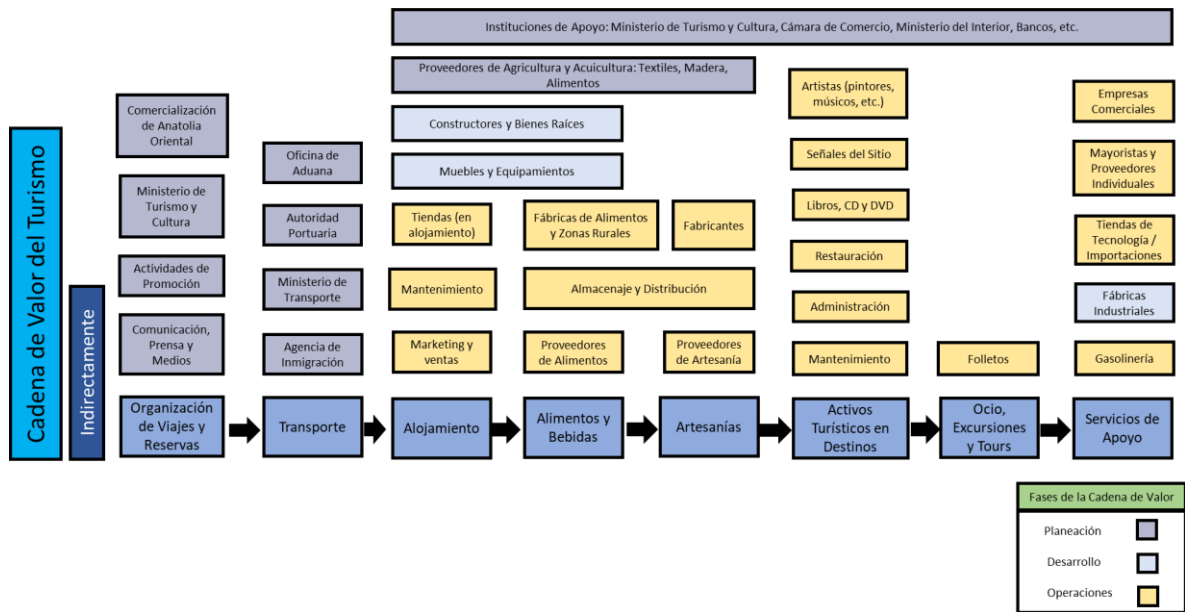 Instituciones de Apoyo: Ministerio de Turismo y Cultura, Cámara de Comercio, Ministerio del Interior, Bancos, etc.
Proveedores de Agricultura y Acuicultura: Textiles, Madera,
Alimentos
Constructores y Bienes Raíces
Muebles y Equipamientos
Cadena de Valor del Turismo
Indirectamente
Comercialización
de Anatolia
Oriental
Ministerio de
Turismo y
Cultura
Actividades de
Promoción
Comunicación,
Prensa y
Medios
Organización
de Viajes y
Reservas
Oficina de
Aduana
Autoridad
Portuaria
Ministerio de
Transporte
Agencia de
Inmigración
Transporte
Tiendas (en
alojamiento)
Mantenimiento
Marketing y
ventas
Alojamiento
Fábricas de Alimentos
y Zonas Rurales
Almacenaje y Distribución
Proveedores
de Alimentos
Alimentos y
Bebidas
Fabricantes
Proveedores
de Artesanía
Artesanías
Artistas (pintores,
músicos, etc.)
Señales del Sitio
Libros, CD y DVD
Restauración
Administración
Mantenimiento
Activos
Turísticos en
Destinos
Folletos
Ocio,
Excursiones
y Tours
Empresas
Comerciales
Mayoristas y
Proveedores
Individuales
Tiendas de
Tecnología /
Importaciones
Fábricas
Industriales
Gasolinería
Servicios de
Apoyo
Fases de la Cadena de Valor
Planeación
Desarrollo
Operaciones